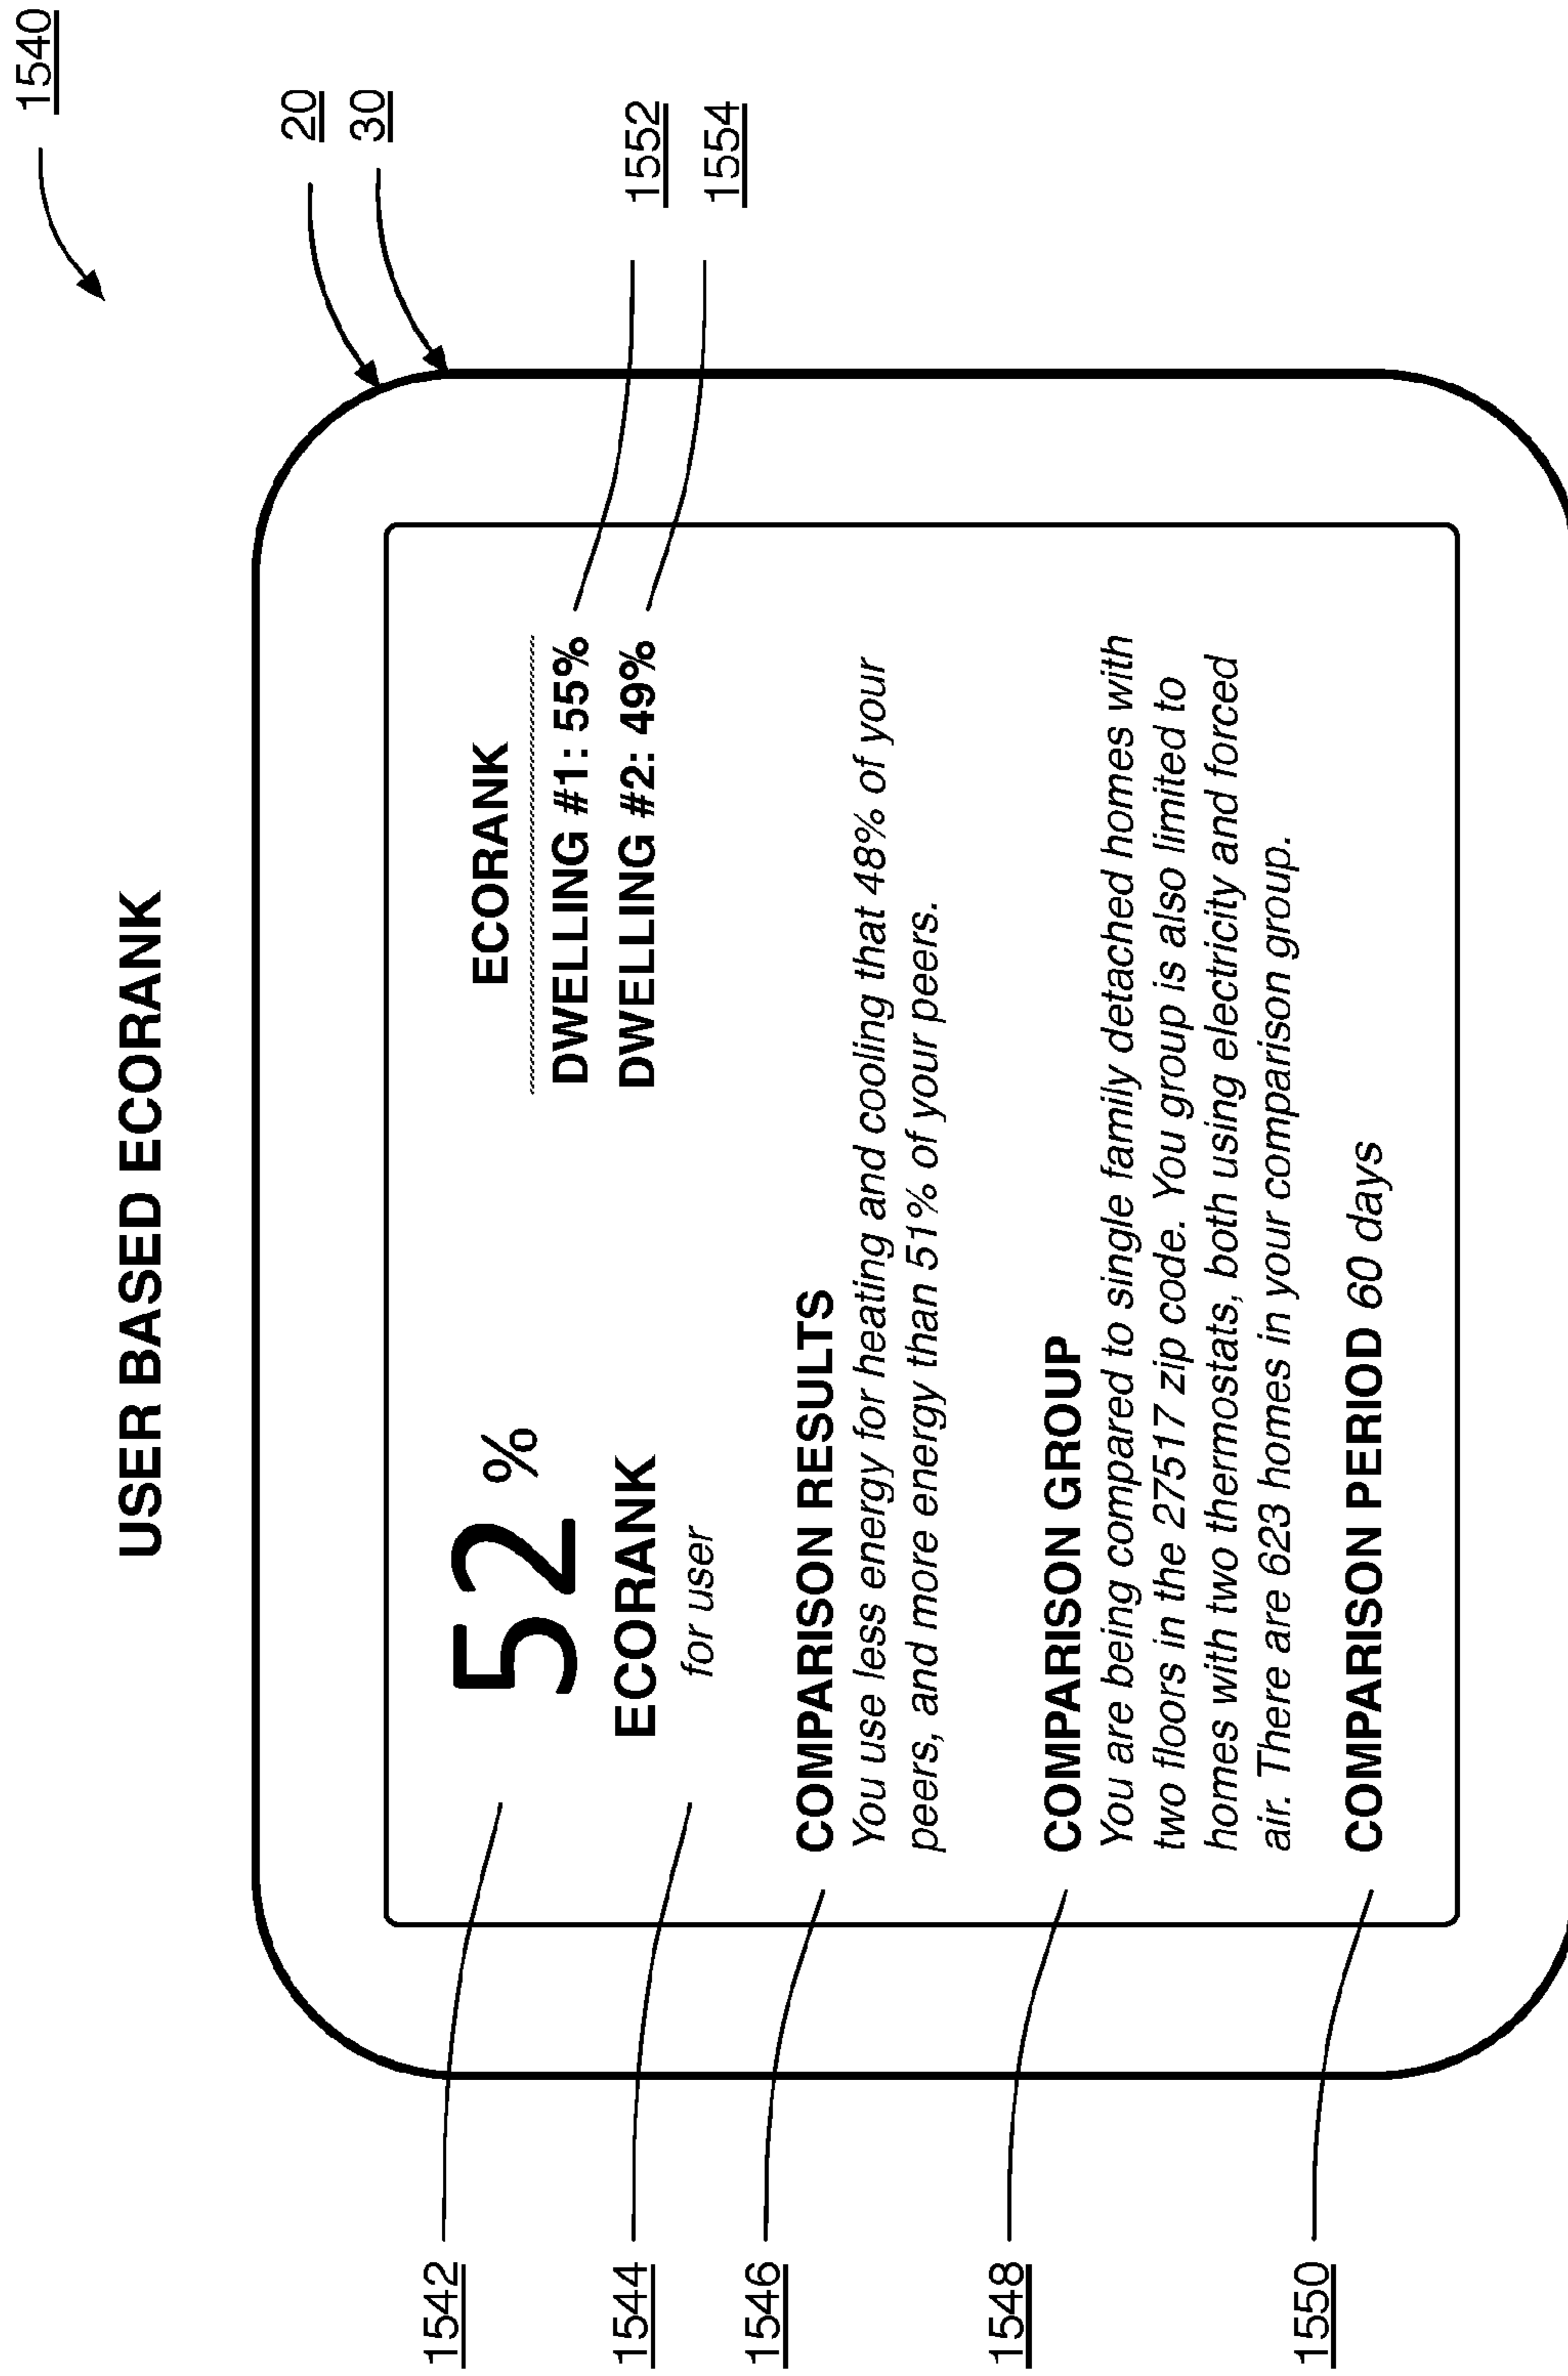 USER BASED ECORANK
1540
20
30
1552
1554
1542
1544
1546
1548
1550
52 %
ECORANK
for user
ECORANK
DWELLING #1: 55%
DWELLING #2: 49%
COMPARISON RESULTS
You use less energy for heating and cooling that 48% of your
peers, and more energy than 51% of your peers.
COMPARISON GROUP
You are being compared to single family detached homes with
two floors in the 27517 zip code. You group is also limited to
homes with two thermostats, both using electricity and forced
air. There are 623 homes in your comparison group.
COMPARISON PERIOD 60 days